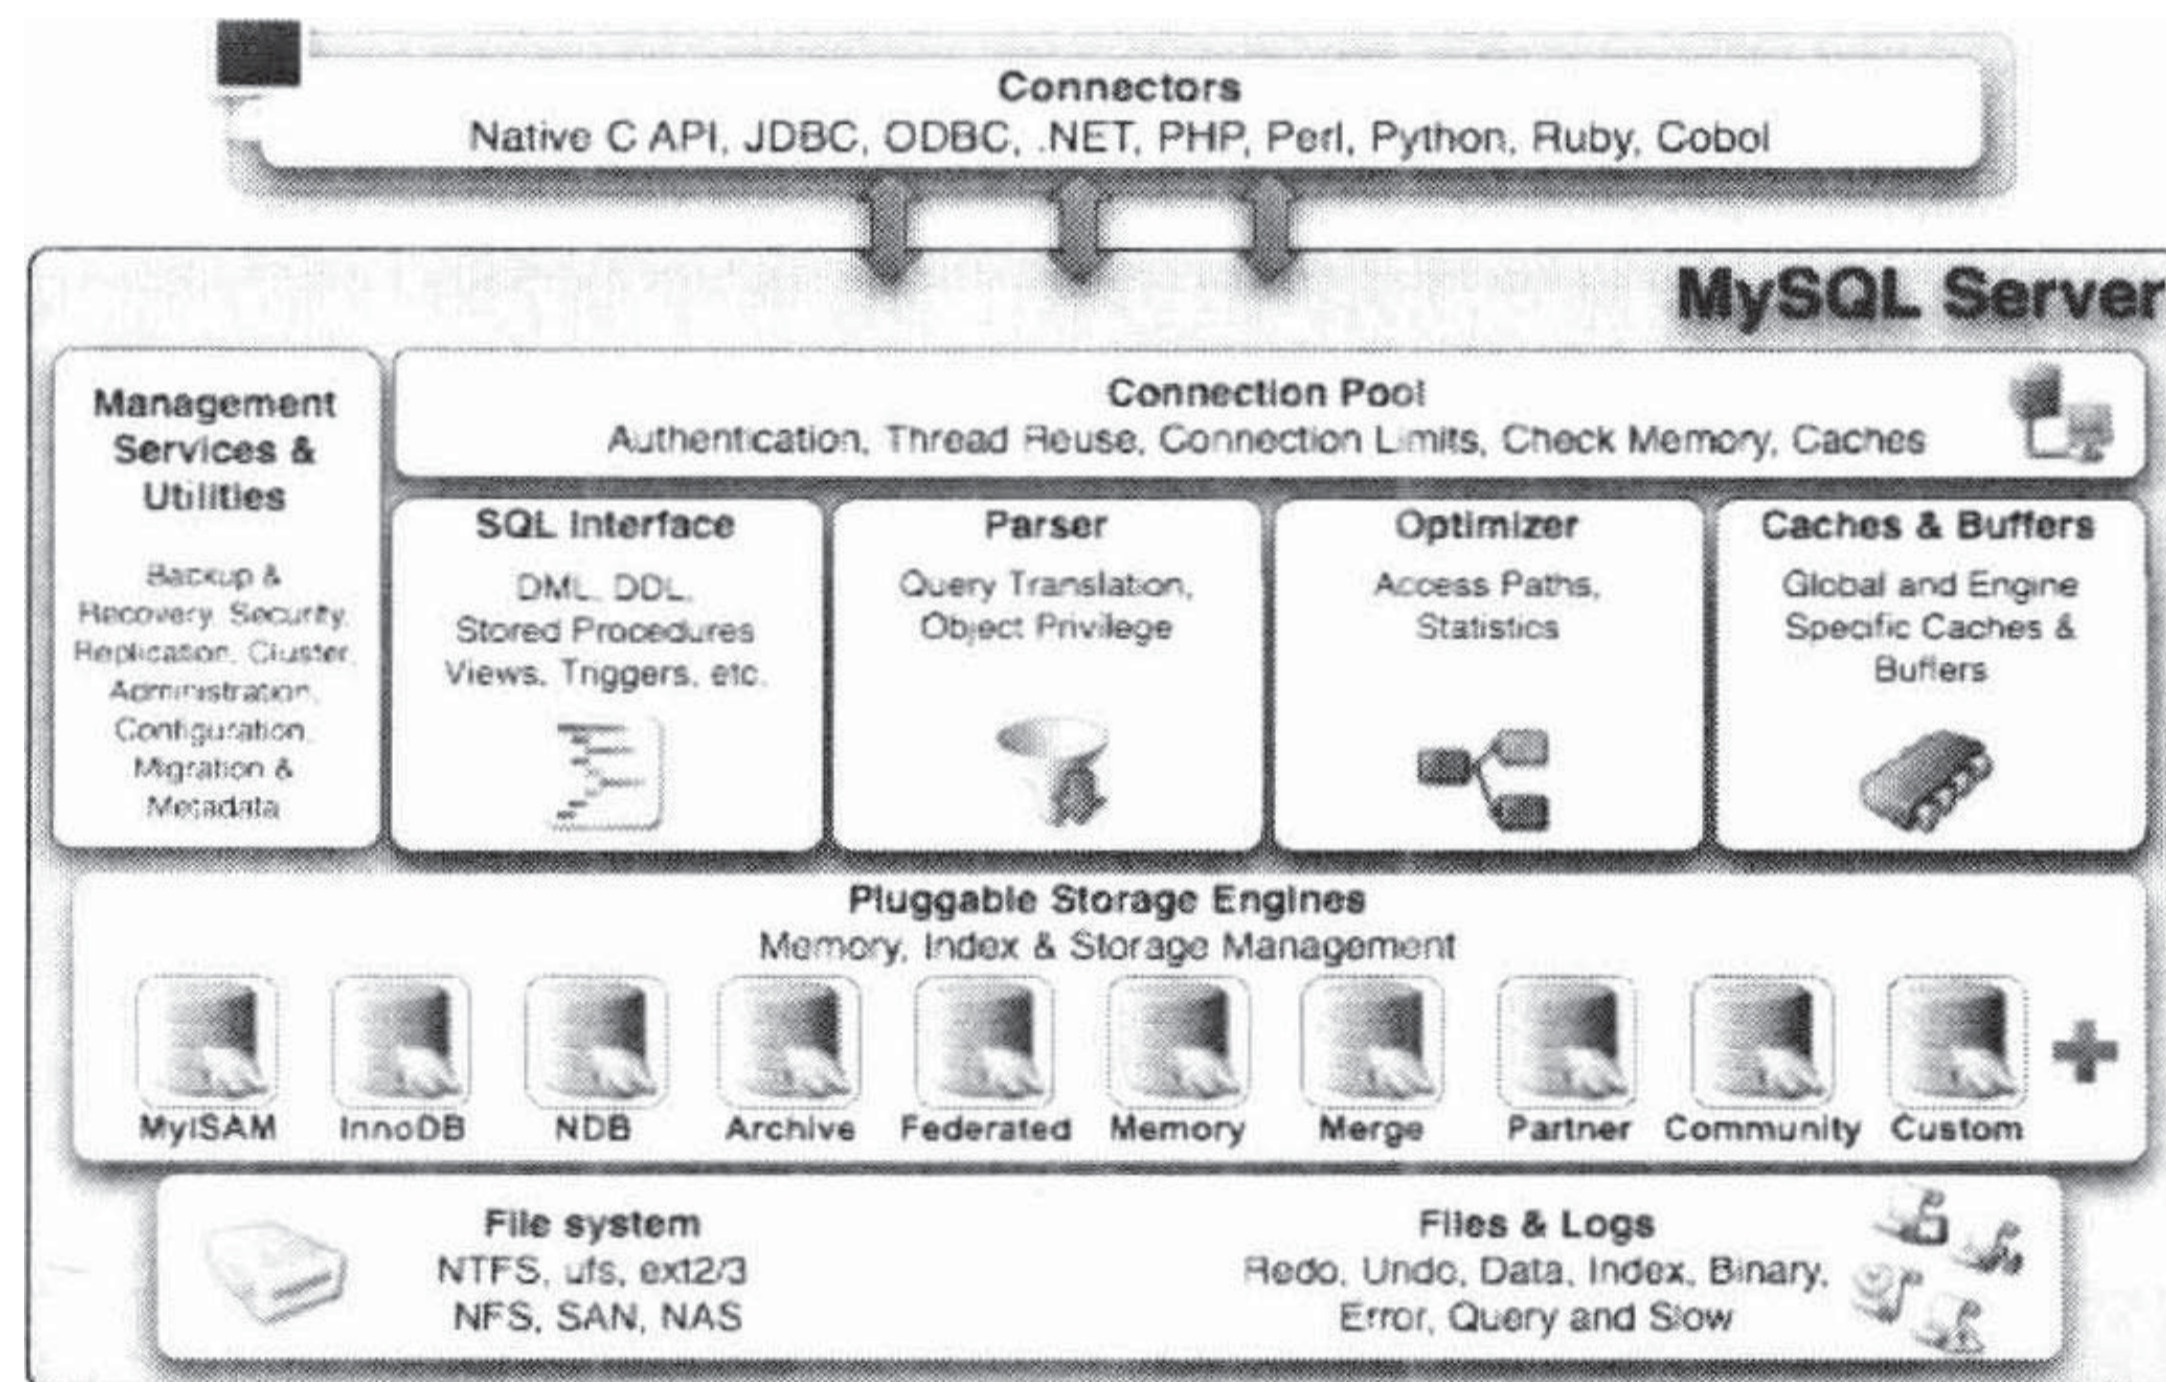 Connectors
Native C API, JDBC, ODBC, .NET, PHP, Perl, Python, Ruby, Cobol
MySQL Server
Management
Services &
Utilities
Backup &
Recovery, Security,
Replication, Cluster,
Administration,
Configuration,
Migration &
Metadata
Connection Pool
Authentication, Thread Reuse, Connection Limits, Check Memory, Caches
SQL Interface
DML, DDL,
Stored Procedures
Views, Triggers, etc.
Parser
Query Translation,
Object Privilege
Optimizer
Access Paths,
Statistics
Caches & Buffers
Global and Engine
Specific Caches &
Buffers
Pluggable Storage Engines
Memory, Index & Storage Management
MyISAM
InnoDB
NDB
Archive
Federated
Memory
Merge
Partner
Community
Custom
File system
NTFS, ufs, ext2/3
NFS, SAN, NAS
Files & Logs
Redo, Undo, Data, Index, Binary,
Error, Query and Slow